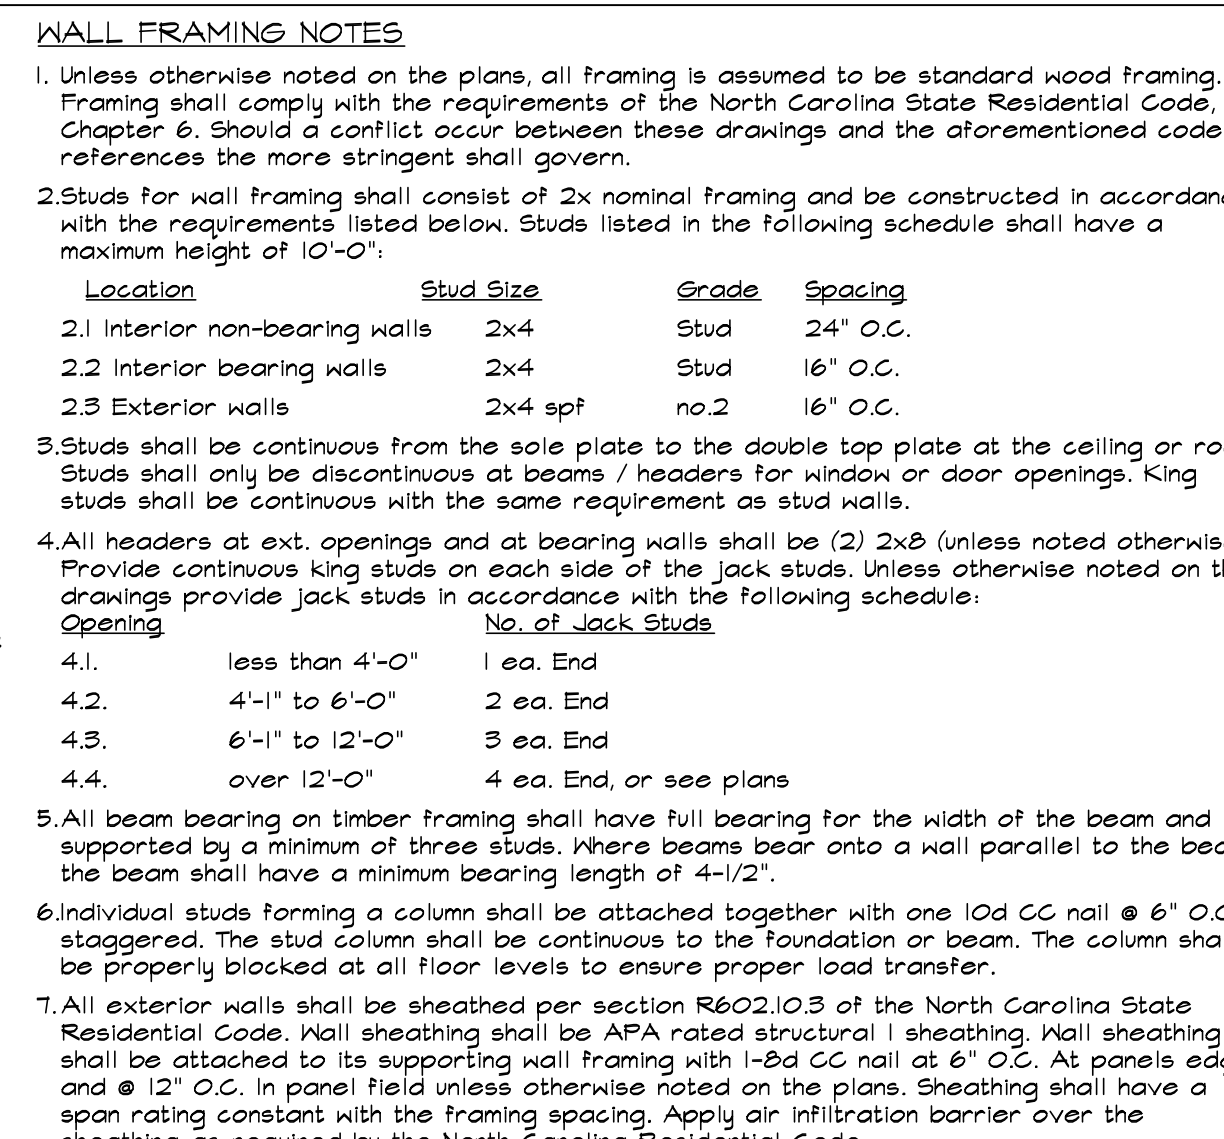 WALL FRAMING NOTES
1. Unless otherwise noted on the plans, all framing is assumed to be standard wood framing.
Framing shall comply with the requirements of the North Carolina State Residential Code,
Chapter 6. Should a conflict occur between these drawings and the aforementioned code
references the more stringent shall govern.
2.Studs for wall framing shall consist of 2x nominal framing and be constructed in
with the requirements listed below. Studs listed in the following schedule shall have a
maximum height of 10'-0":
Location Stud Size Grade Spacing
2.1 Interior non-bearing walls 2x4 Stud 24" O.C.
2.2 Interior bearing walls 2x4 Stud 16" O.C.
2.3 Exterior walls 2x4 spf no.2 16" O.C.
3.Studs shall be continuous from the sole plate to the double top plate at the ceiling or
Studs shall only be discontinuous at beams / headers for window or door openings. King
studs shall be continuous with the same requirement as stud walls.
4.All headers at ext. openings and at bearing walls shall be (2) 2x8 (unless noted
Provide continuous king studs on each side of the jack studs. Unless otherwise noted on
drawings provide jack studs in accordance with the following schedule:
Opening No. of Jack Studs
4.1. less than 4'-0" 1 ea. End
4.2. 4'-1" to 6'-0" 2 ea. End
4.3. 6'-1" to 12'-0" 3 ea. End
4.4. over 12'-0" 4 ea. End, or see plans
5.All beam bearing on timber framing shall have full bearing for the width of the beam and
supported by a minimum of three studs. Where beams bear onto a wall parallel to the
the beam shall have a minimum bearing length of 4-1/2".
6.Individual studs forming a column shall be attached together with one 10d CC nail @ 6"
staggered. The stud column shall be continuous to the foundation or beam. The column
be properly blocked at all floor levels to ensure proper load transfer.
7.All exterior walls shall be sheathed per section R602.10.3 of the North Carolina State
Residential Code. Wall sheathing shall be APA rated structural 1 sheathing. Wall sheathing
shall be attached to its supporting wall framing with 1-8d CC nail at 6" O.C. At panels
and @ 12" O.C. In panel field unless otherwise noted on the plans. Sheathing shall have a
span rating constant with the framing spacing. Apply air infiltration barrier over the
sheathing as required by the North Carolina Residential Code.